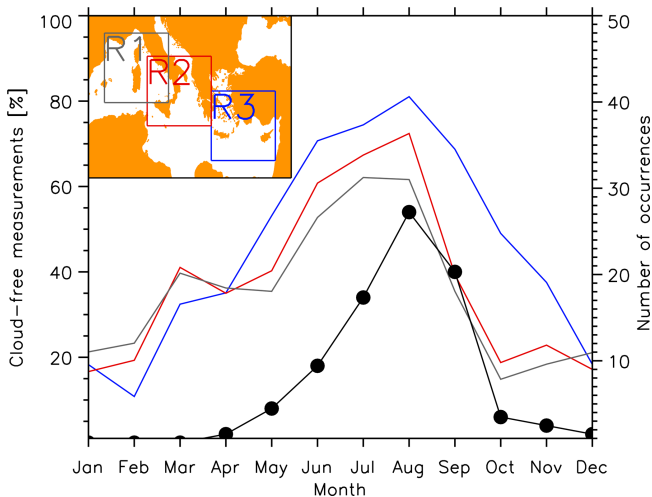 100
80
60
40
20
Cloud-free measurements [%]
R1
R2
R3
50
40
30
20
10
Number of occurrences
Jan Feb Mar Apr May Jun Jul Aug Sep Oct Nov Dec
Month